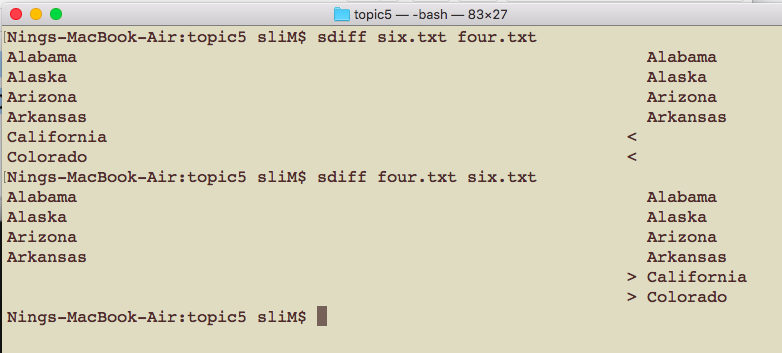 topic5 — -bash — 83×27
[Nings-MacBook-Air:topic5 sliM$ sdiff six.txt four.txt
Alabama Alabama
Alaska Alaska
Arizona Arizona
Arkansas Arkansas
California <
Colorado <
[Nings-MacBook-Air:topic5 sliM$ sdiff four.txt six.txt
Alabama Alabama
Alaska Alaska
Arizona Arizona
Arkansas Arkansas
> California
> Colorado
Nings-MacBook-Air:topic5 sliM$